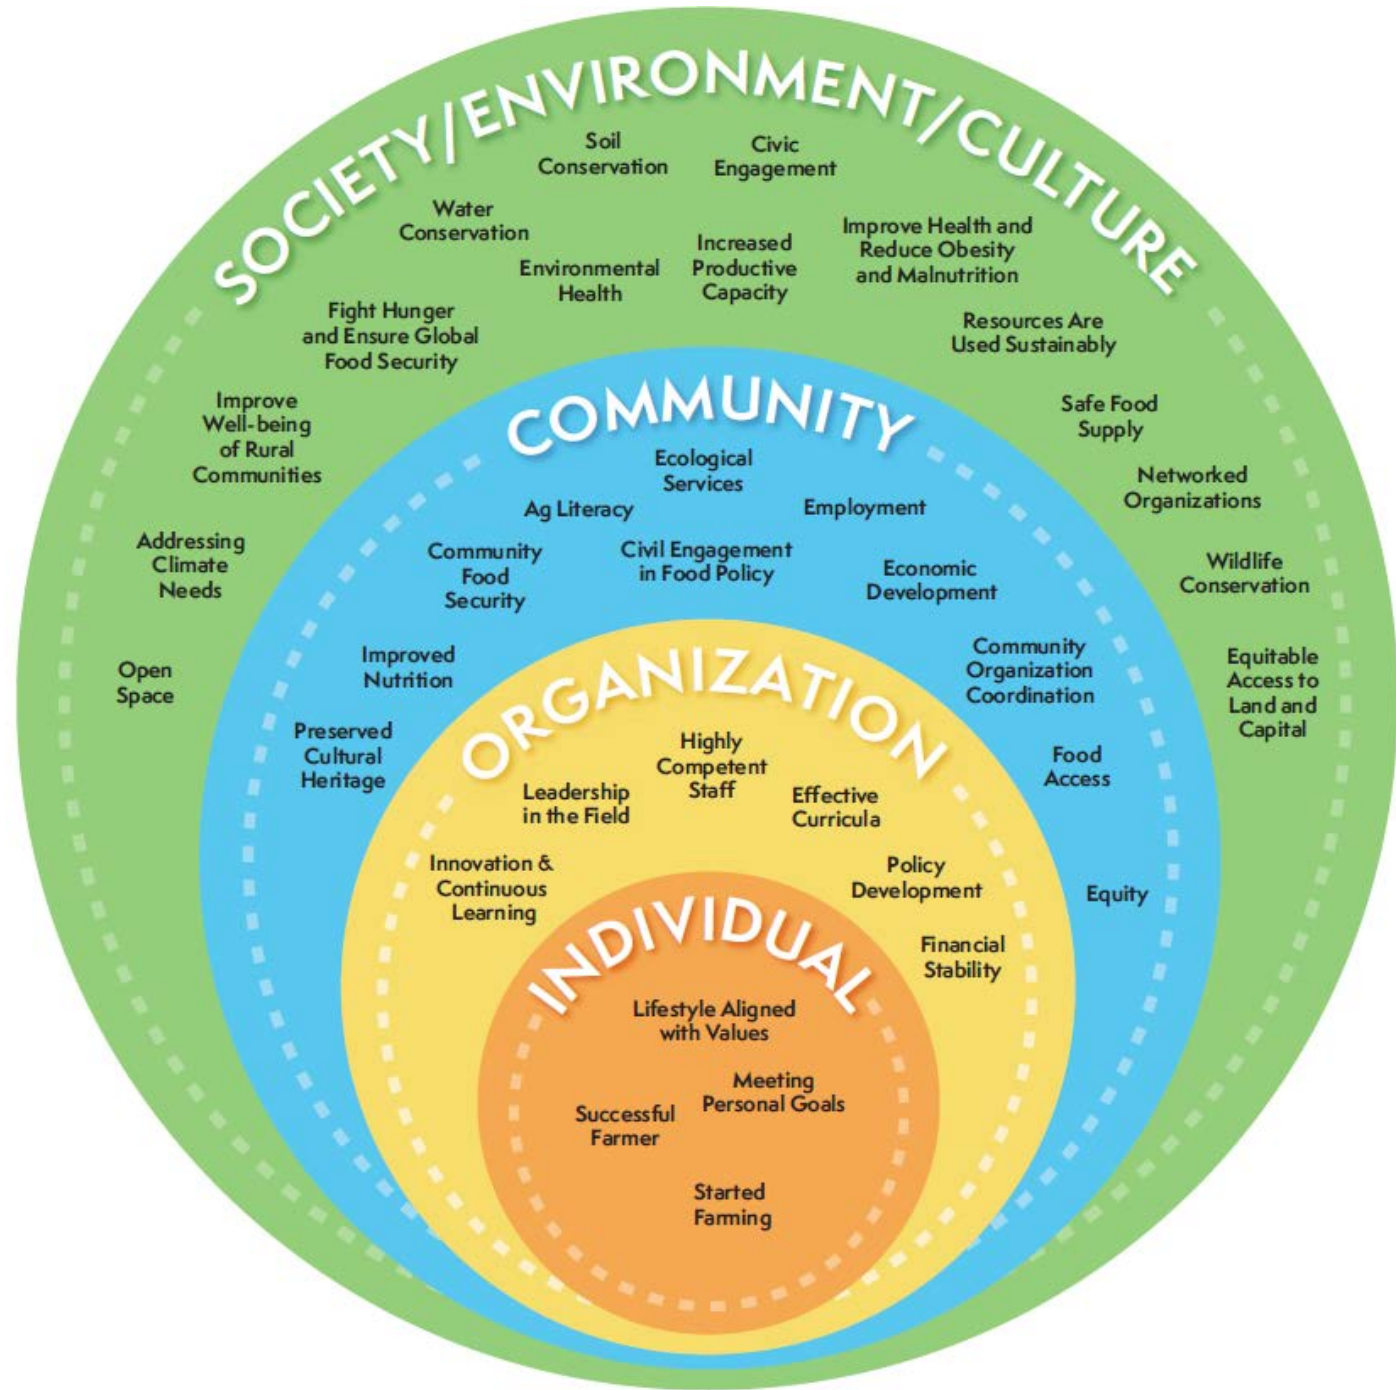 SOCIETY/ENVIRONMENT/CULTURE
Soil
Conservation
Civic
Engagement
Water
Conservation
Environmental
Health
Increased
Productive
Capacity
Improve Health and
Reduce Obesity
and Malnutrition
Fight Hunger
and Ensure Global
Food Security
Resources Are
Used Sustainably
Improve
Well-being
of Rural
Communities
Safe Food
Supply
Networked
Organizations
Addressing
Climate
Needs
Wildlife
Conservation
Open
Space
Equitable
Access to
Land and
Capital
COMMUNITY
Ecological
Services
Ag Literacy
Employment
Community
Food
Security
Civil Engagement
in Food Policy
Economic
Development
Improved
Nutrition
Community
Organization
Coordination
Preserved
Cultural
Heritage
Food
Access
Equity
ORGANIZATION
Highly
Competent
Staff
Leadership
in the Field
Effective
Curricula
Innovation &
Continuous
Learning
Policy
Development
Financial
Stability
INDIVIDUAL
Lifestyle Aligned
with Values
Meeting
Personal Goals
Successful
Farmer
Started
Farming